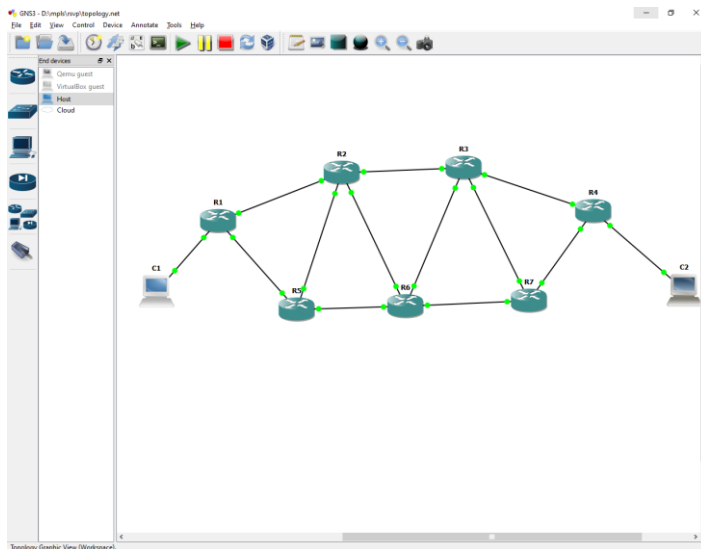 GNS3 - D:\mpls\rsvp\topology.net
File Edit View Control Device Annotate Tools Help
End devices
Qemu guest
VirtualBox guest
Host
Cloud
R2
R3
R1
R4
C1
C2
R5
R6
R7
Topology Graphic View (Workspace).